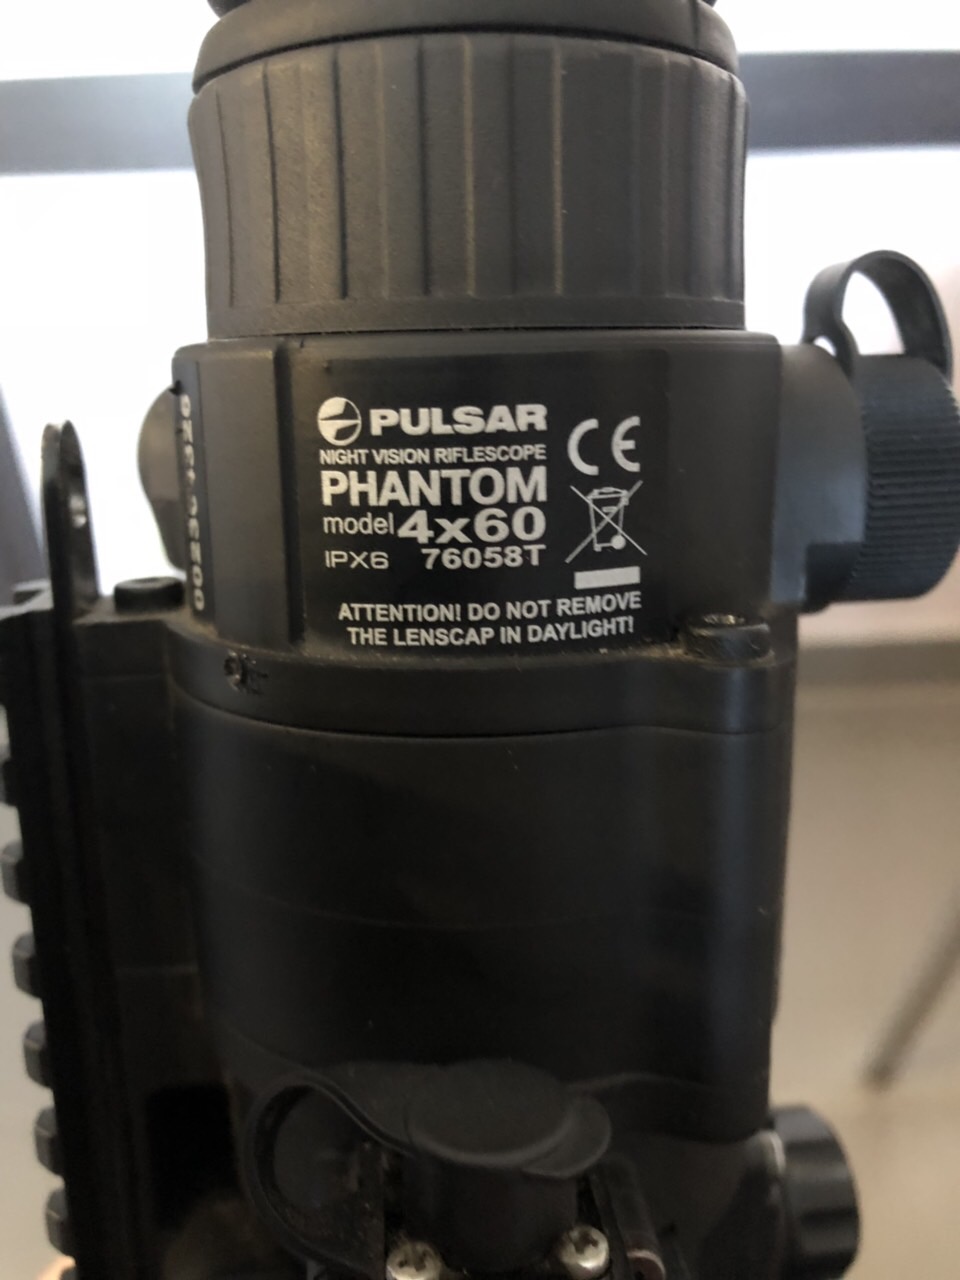 PULSAR
NIGHT VISION RIFLESCOPE
PHANTOM
model 4x60
IPX6 76058T
CE
ATTENTION! DO NOT REMOVE
THE LENSCAP IN DAYLIGHT!